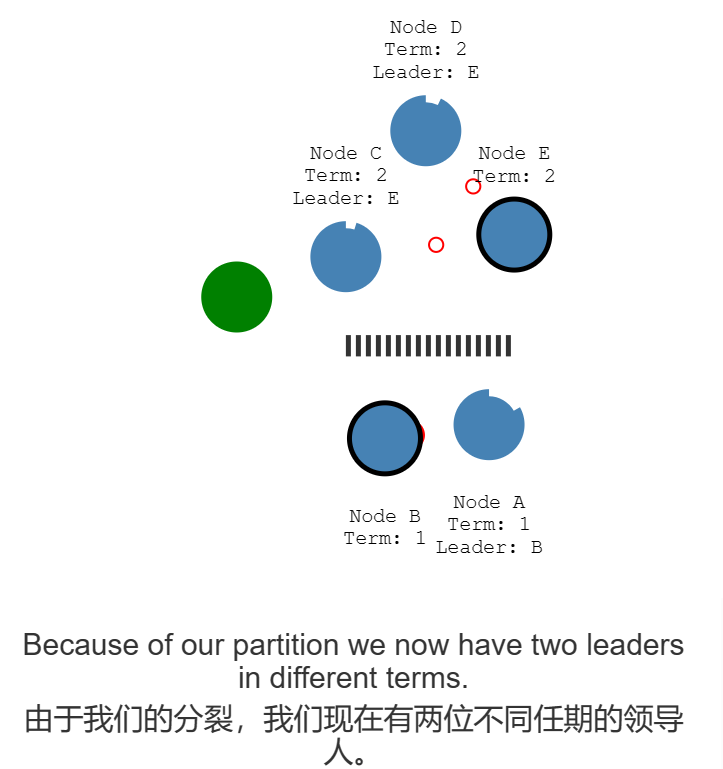 Node D
Term: 2
Leader: E
Node C
Term: 2
Leader: E
Node E
Term: 2
Node B
Term: 1
Node A
Term: 1
Leader: B
Because of our partition we now have two leaders
in different terms.
由于我们的分裂，我们现在有两位不同任期的领导
人。